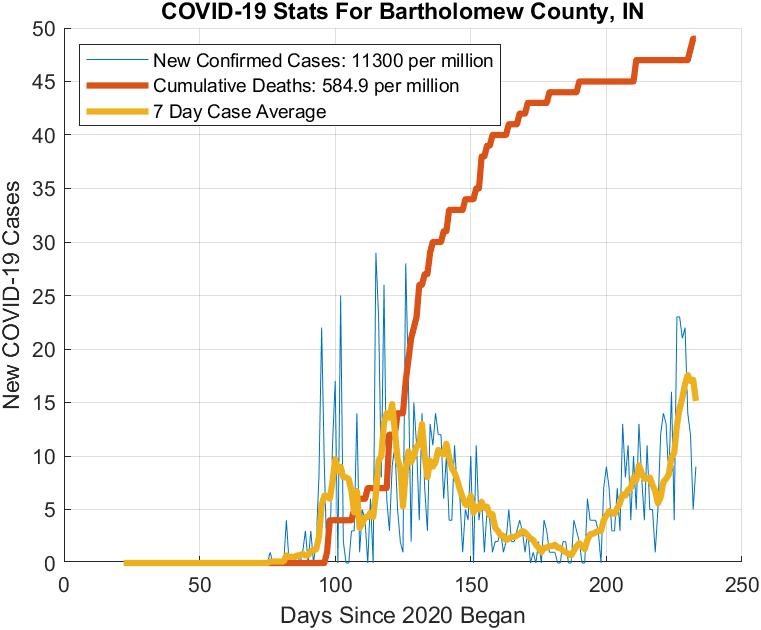 COVID-19 Stats For Bartholomew County, IN
New Confirmed Cases: 11300 per million
Cumulative Deaths: 584.9 per million
7 Day Case Average
New COVID-19 Cases
50
45
40
35
30
25
20
15
10
5
0
0 50 100 150 200 250
Days Since 2020 Began